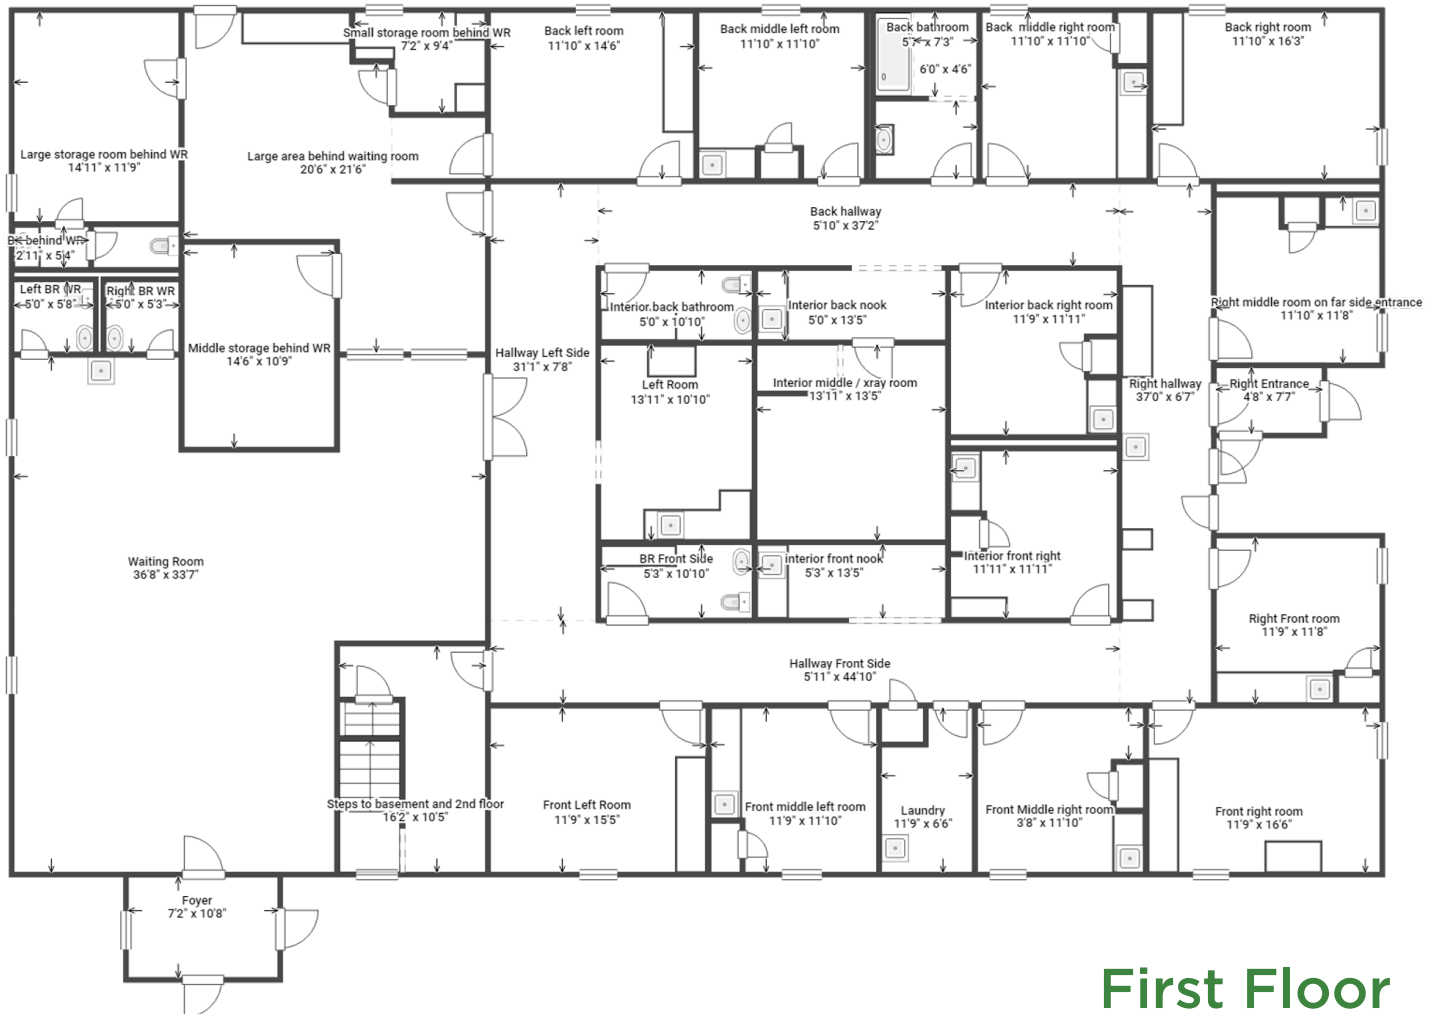 Small storage room behind WR
7'2" x 9'4"
Back left room
11'10" x 14'6"
Back middle left room
11'10" x 11'10"
Back bathroom
5'7" x 7'3"
6'0" x 4'6"
Back middle right room
11'10" x 11'10"
Back right room
11'10" x 16'3"
Large storage room behind WR
14'11" x 11'9"
Large area behind waiting room
20'6" x 21'6"
Back hallway
5'10" x 37'2"
BR behind WR
2'11" x 5'4"
Left BR WR
5'0" x 5'8"
Right BR WR
5'0" x 5'3"
Interior back bathroom
5'0" x 10'10"
Interior back nook
5'0" x 13'5"
Interior back right room
11'9" x 11'11"
Right middle room on far side entrance
11'10" x 11'8"
Middle storage behind WR
14'6" x 10'9"
Hallway Left Side
31'1" x 7'8"
Left Room
13'11" x 10'10"
Interior middle / xray room
13'11" x 13'5"
Right hallway
37'0" x 6'7"
Right Entrance
4'8" x 7'7"
Waiting Room
36'8" x 33'7"
BR Front Side
5'3" x 10'10"
interior front nook
5'3" x 13'5"
Interior front right
11'11" x 11'11"
Right Front room
11'9" x 11'8"
Hallway Front Side
5'11" x 44'10"
Steps to basement and 2nd floor
16'2" x 10'5"
Front Left Room
11'9" x 15'5"
Front middle left room
11'9" x 11'10"
Laundry
11'9" x 6'6"
Front Middle right room
3'8" x 11'10"
Front right room
11'9" x 16'6"
Foyer
7'2" x 10'8"
First Floor